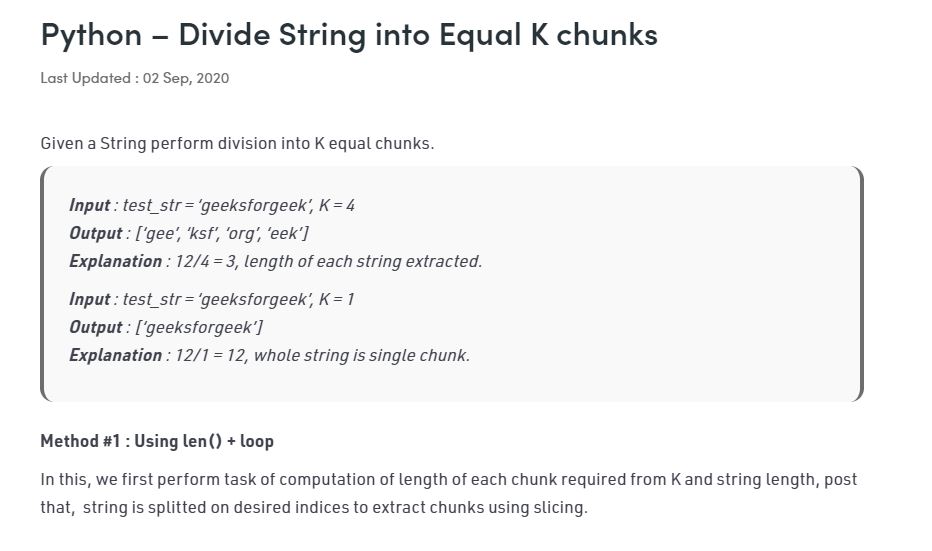 Python – Divide String into Equal K chunks
Last Updated : 02 Sep, 2020
Given a String perform division into K equal chunks.
Input : test_str = ‘geeksforgeek’, K = 4
Output : [‘gee’, ‘ksf’, ‘org’, ‘eek’]
Explanation : 12/4 = 3, length of each string extracted.
Input : test_str = ‘geeksforgeek’, K = 1
Output : [‘geeksforgeek’]
Explanation : 12/1 = 12, whole string is single chunk.
Method #1 : Using len() + loop
In this, we first perform task of computation of length of each chunk required from K and string length, post
that,  string is splitted on desired indices to extract chunks using slicing.